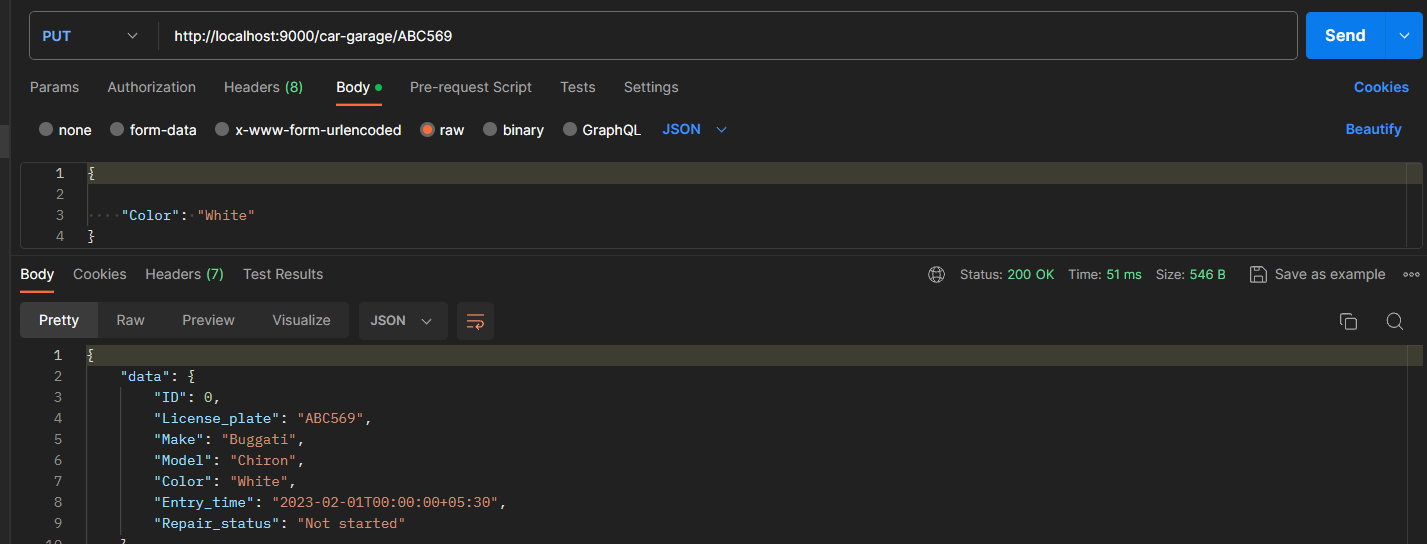 PUT http://localhost:9000/car-garage/ABC569 Send
Params Authorization Headers (8) Body Pre-request Script Tests Settings Cookies
none form-data x-www-form-urlencoded raw binary GraphQL JSON Beautify
1 {
2
3 "Color": "White"
4 }
Body Cookies Headers (7) Test Results Status: 200 OK Time: 51 ms Size: 546 B Save as example
Pretty Raw Preview Visualize JSON
1 {
2 "data": {
3 "ID": 0,
4 "License_plate": "ABC569",
5 "Make": "Buggati",
6 "Model": "Chiron",
7 "Color": "White",
8 "Entry_time": "2023-02-01T00:00:00+05:30",
9 "Repair_status": "Not started"
10 }